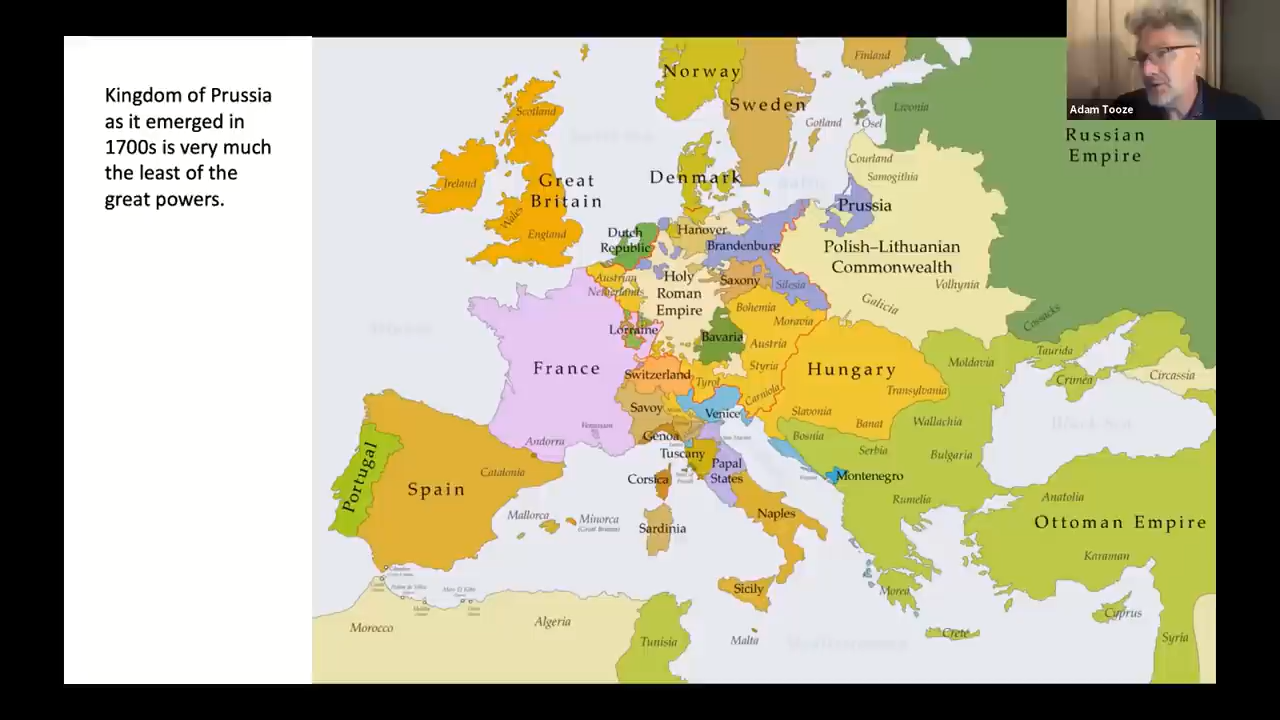 Kingdom of Prussia
as it emerged in
1700s is very much
the least of the
great powers.
Adam Tooze
Norway
Sweden
Finland
Scotland
Gotland
Osel
Livonia
Russian
Empire
Courland
Samogithia
Ireland
Great
Britain
Wales
England
Denmark
Prussia
Dutch
Republic
Hanover
Brandenburg
Polish–Lithuanian
Commonwealth
Volhynia
Austrian
Netherlands
Holy
Roman
Empire
Saxony
Silesia
Galicia
Cossacks
Bohemia
Moravia
Lorraine
Bavaria
Austria
France
Switzerland
Tyrol
Styria
Carniola
Hungary
Transylvania
Moldavia
Taurida
Crimea
Circassia
Black Sea
Savoy
Venice
Slavonia
Banat
Wallachia
Andorra
Genoa
Tuscany
Bosnia
Serbia
Bulgaria
Portugal
Spain
Catalonia
Corsica
Papal
States
Montenegro
Rumelia
Anatolia
Ottoman Empire
Mallorca
Minorca
(Great Britain)
Sardinia
Naples
Karaman
Sicily
Morea
Cyprus
Crete
Morocco
Algeria
Tunisia
Malta
Mediterranean
Syria